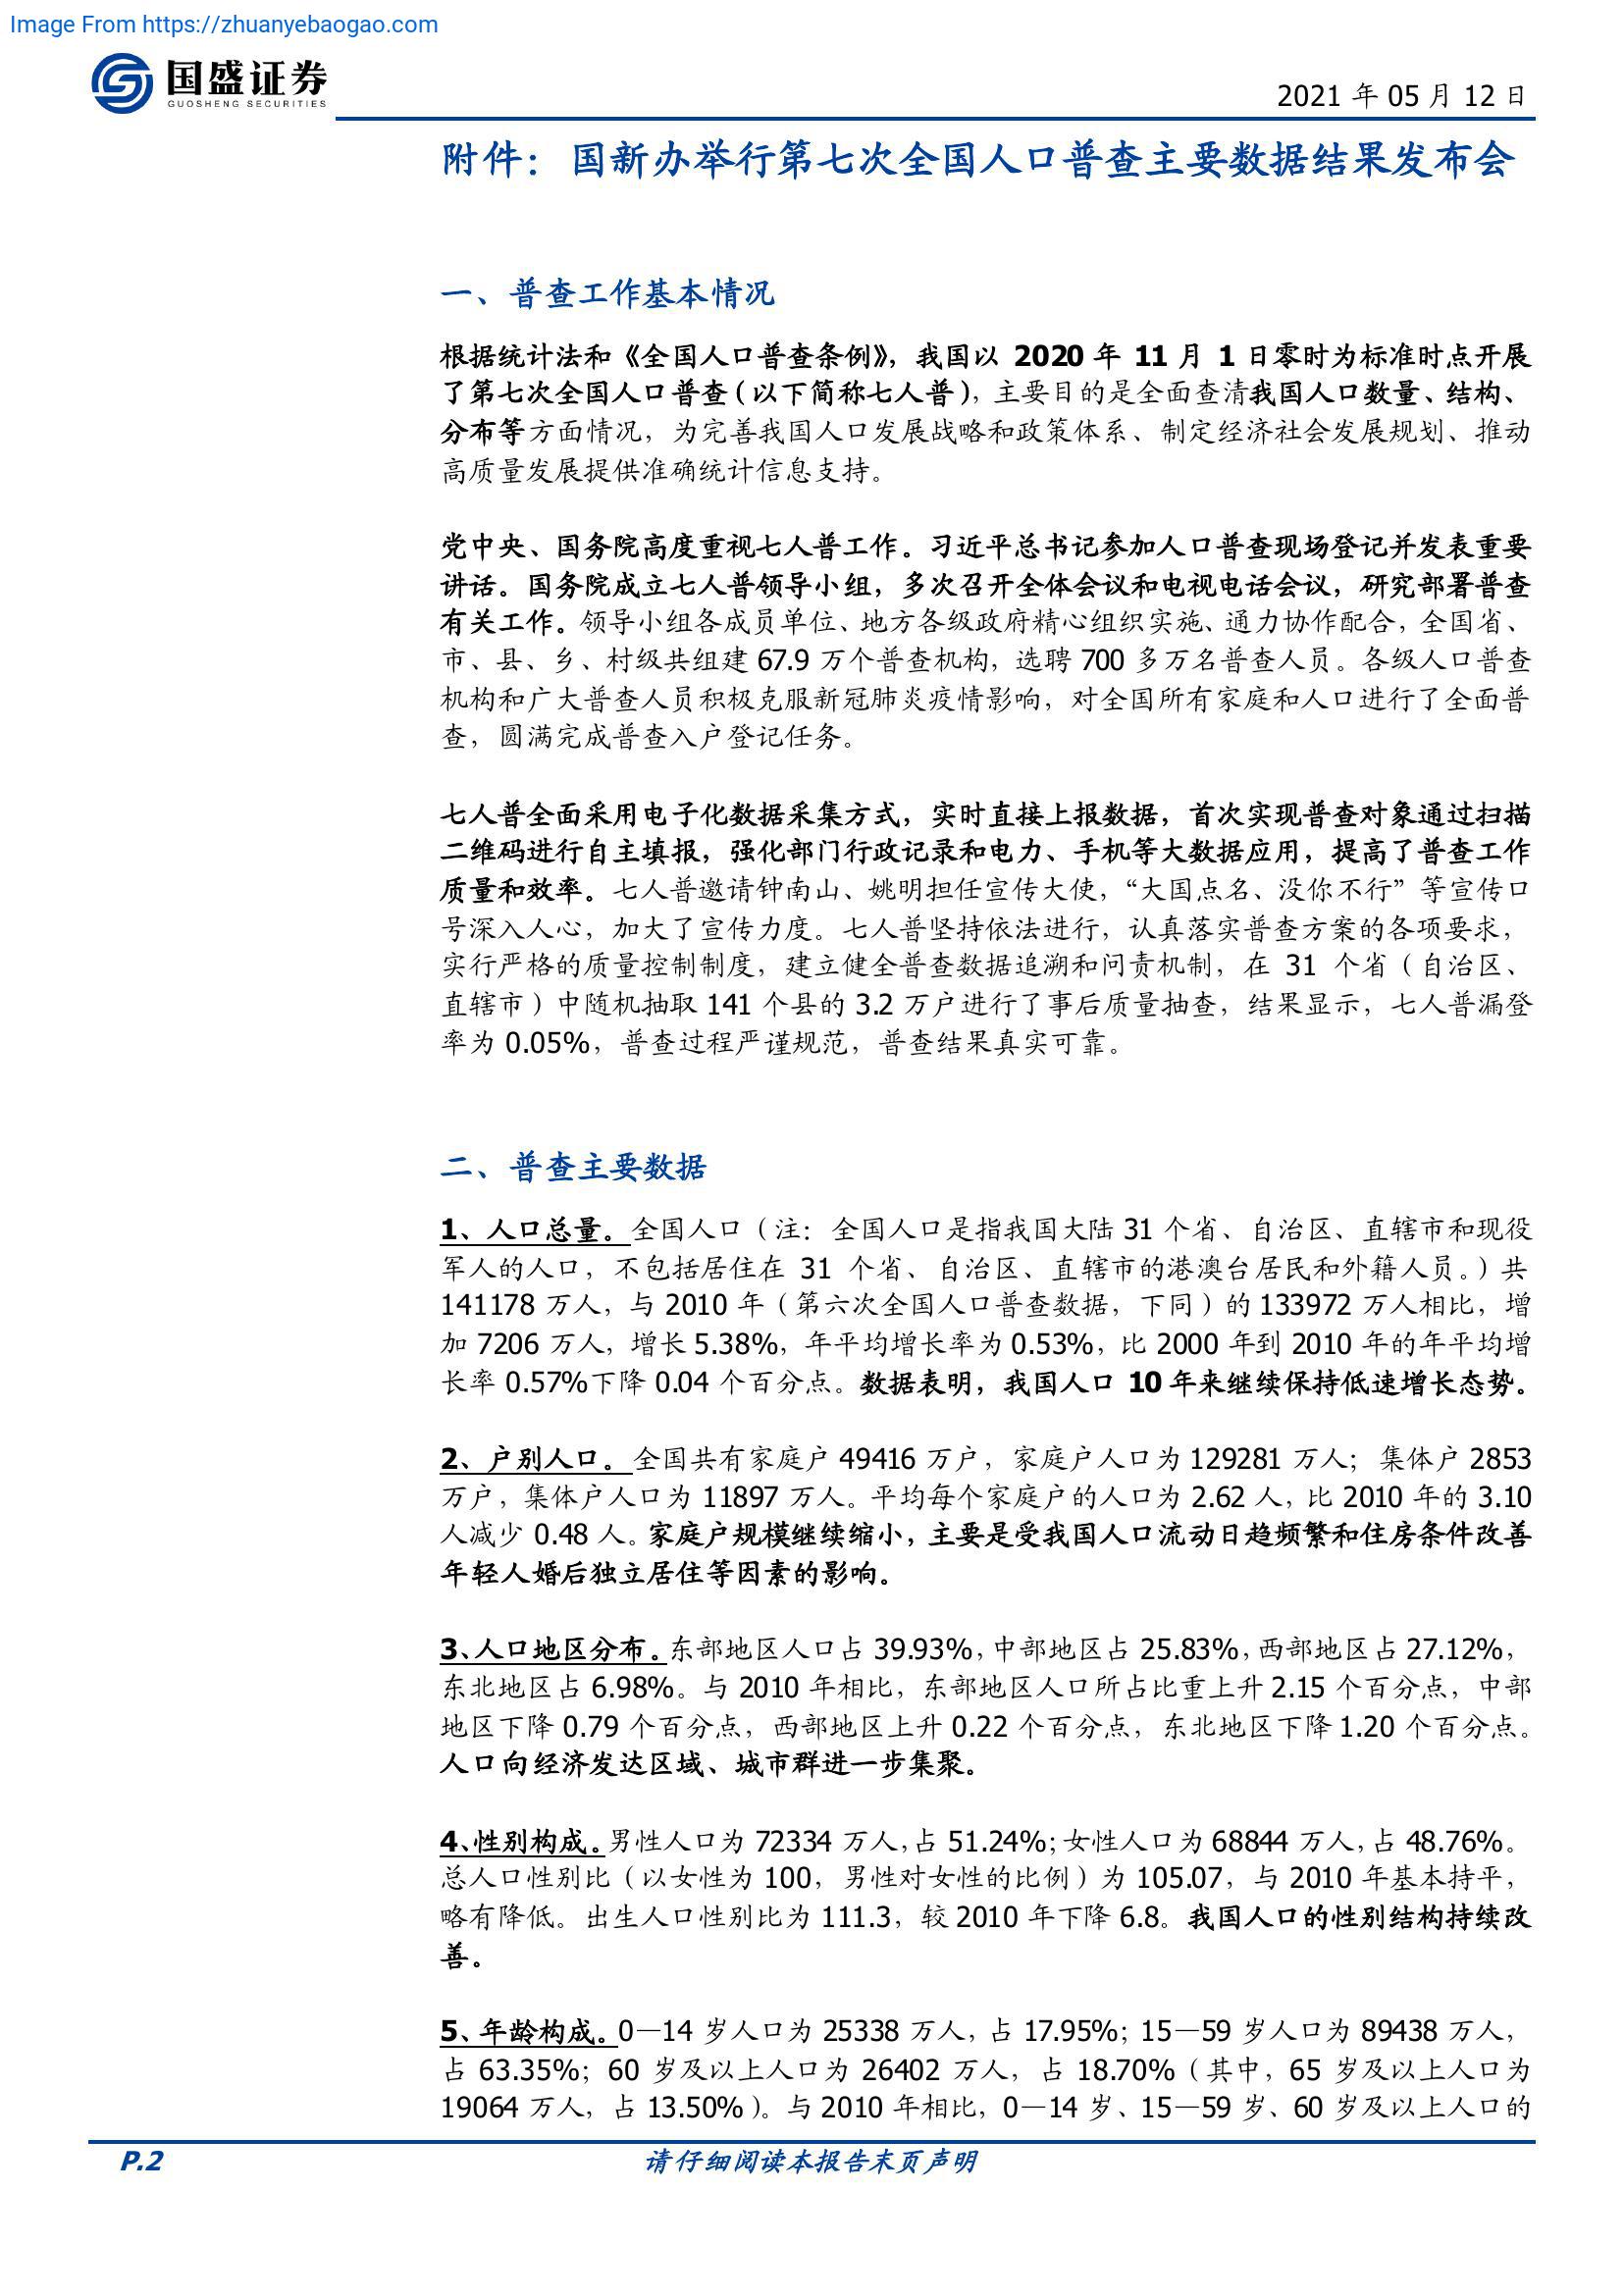 Image From https://zhuanyebaogao.com
国盛证券
GUOSHENG SECURITIES
2021 年 05 月 12 日
附件：国新办举行第七次全国人口普查主要数据结果发布会
一、普查工作基本情况
根据统计法和《全国人口普查条例》，我国以 2020 年 11 月 1 日零时为标准时点开展
了第七次全国人口普查（以下简称七人普），主要目的是全面查清我国人口数量、结构、
分布等方面情况，为完善我国人口发展战略和政策体系、制定经济社会发展规划、推动
高质量发展提供准确统计信息支持。
党中央、国务院高度重视七人普工作。习近平总书记参加人口普查现场登记并发表重要
讲话。国务院成立七人普领导小组，多次召开全体会议和电视电话会议，研究部署普查
有关工作。领导小组各成员单位、地方各级政府精心组织实施、通力协作配合，全国省、
市、县、乡、村级共组建 67.9 万个普查机构，选聘 700 多万名普查人员。各级人口普查
机构和广大普查人员积极克服新冠肺炎疫情影响，对全国所有家庭和人口进行了全面普
查，圆满完成普查入户登记任务。
七人普全面采用电子化数据采集方式，实时直接上报数据，首次实现普查对象通过扫描
二维码进行自主填报，强化部门行政记录和电力、手机等大数据应用，提高了普查工作
质量和效率。七人普邀请钟南山、姚明担任宣传大使，“大国点名、没你不行”等宣传口
号深入人心，加大了宣传力度。七人普坚持依法进行，认真落实普查方案的各项要求，
实行严格的质量控制制度，建立健全普查数据追溯和问责机制，在 31 个省（自治区、
直辖市）中随机抽取 141 个县的 3.2 万户进行了事后质量抽查，结果显示，七人普漏登
率为 0.05%，普查过程严谨规范，普查结果真实可靠。
二、普查主要数据
1、人口总量。全国人口（注：全国人口是指我国大陆 31 个省、自治区、直辖市和现役
军人的人口，不包括居住在 31 个省、自治区、直辖市的港澳台居民和外籍人员。）共
141178 万人，与 2010 年（第六次全国人口普查数据，下同）的 133972 万人相比，增
加 7206 万人，增长 5.38%，年平均增长率为 0.53%，比 2000 年到 2010 年的年平均增
长率 0.57%下降 0.04 个百分点。数据表明，我国人口 10 年来继续保持低速增长态势。
2、户别人口。全国共有家庭户 49416 万户，家庭户人口为 129281 万人；集体户 2853
万户，集体户人口为 11897 万人。平均每个家庭户的人口为 2.62 人，比 2010 年的 3.10
人减少 0.48 人。家庭户规模继续缩小，主要是受我国人口流动日趋频繁和住房条件改善
年轻人婚后独立居住等因素的影响。
3、人口地区分布。东部地区人口占 39.93%，中部地区占 25.83%，西部地区占 27.12%，
东北地区占 6.98%。与 2010 年相比，东部地区人口所占比重上升 2.15 个百分点，中部
地区下降 0.79 个百分点，西部地区上升 0.22 个百分点，东北地区下降 1.20 个百分点。
人口向经济发达区域、城市群进一步集聚。
4、性别构成。男性人口为 72334 万人，占 51.24%；女性人口为 68844 万人，占 48.76%。
总人口性别比（以女性为 100，男性对女性的比例）为 105.07，与 2010 年基本持平，
略有降低。出生人口性别比为 111.3，较 2010 年下降 6.8。我国人口的性别结构持续改
善。
5、年龄构成。0—14 岁人口为 25338 万人，占 17.95%；15—59 岁人口为 89438 万人，
占 63.35%；60 岁及以上人口为 26402 万人，占 18.70%（其中，65 岁及以上人口为
19064 万人，占 13.50%）。与 2010 年相比，0—14 岁、15—59 岁、60 岁及以上人口的
P.2
请仔细阅读本报告末页声明